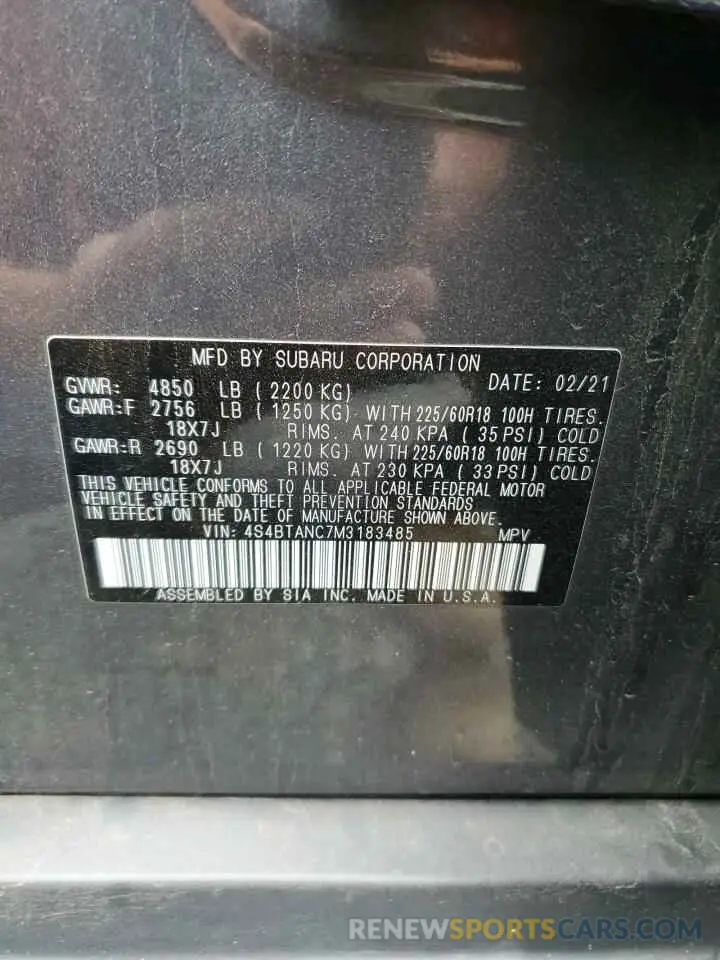 MFD BY SUBARU CORPORATION
GVWR: 4850 LB ( 2200 KG) DATE: 02/21
GAWR:F 2756 LB ( 1250 KG) WITH 225/60R18 100H TIRES.
18X7J RIMS. AT 240 KPA ( 35 PSI) COLD
GAWR:R 2690 LB ( 1220 KG) WITH 225/60R18 100H TIRES.
18X7J RIMS. AT 230 KPA ( 33 PSI) COLD
THIS VEHICLE CONFORMS TO ALL APPLICABLE FEDERAL MOTOR
VEHICLE SAFETY AND THEFT PREVENTION STANDARDS
IN EFFECT ON THE DATE OF MANUFACTURE SHOWN ABOVE.
VIN: 4S4BTANC7M3183485 MPV
ASSEMBLED BY SIA INC. MADE IN U.S.A.
RENEWSPORTSCARS.COM